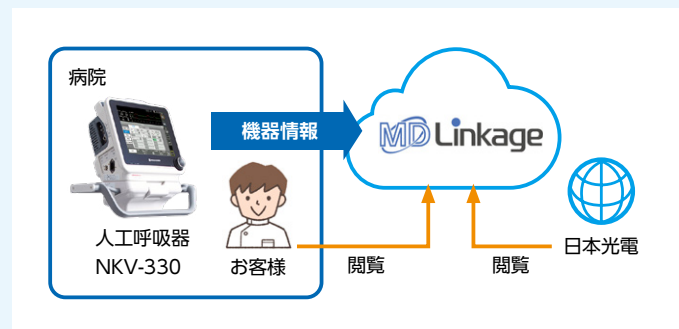 病院
機器情報
MD Linkage
人工呼吸器
NKV-330
お客様
閲覧
閲覧
日本光電